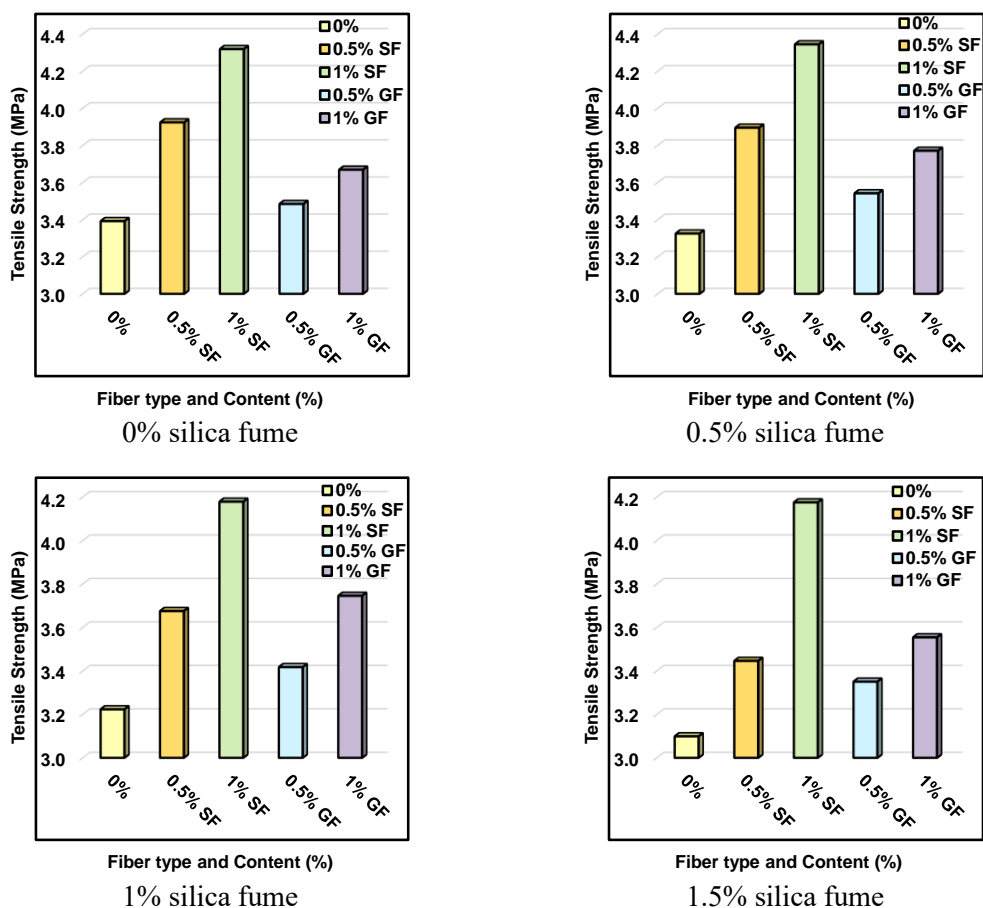 4.4
4.2
4.0
3.8
3.6
3.4
3.2
3.0
Tensile Strength (MPa)
0%
0.5% SF
1% SF
0.5% GF
1% GF
0%
0.5% SF
1% SF
0.5% GF
1% GF
Fiber type and Content (%)
0% silica fume
4.4
4.2
4.0
3.8
3.6
3.4
3.2
3.0
Tensile Strength (MPa)
0%
0.5% SF
1% SF
0.5% GF
1% GF
0%
0.5% SF
1% SF
0.5% GF
1% GF
Fiber type and Content (%)
0.5% silica fume
4.2
4.0
3.8
3.6
3.4
3.2
3.0
Tensile Strength (MPa)
0%
0.5% SF
1% SF
0.5% GF
1% GF
0%
0.5% SF
1% SF
0.5% GF
1% GF
Fiber type and Content (%)
1% silica fume
4.2
4.0
3.8
3.6
3.4
3.2
3.0
Tensile Strength (MPa)
0%
0.5% SF
1% SF
0.5% GF
1% GF
0%
0.5% SF
1% SF
0.5% GF
1% GF
Fiber type and Content (%)
1.5% silica fume